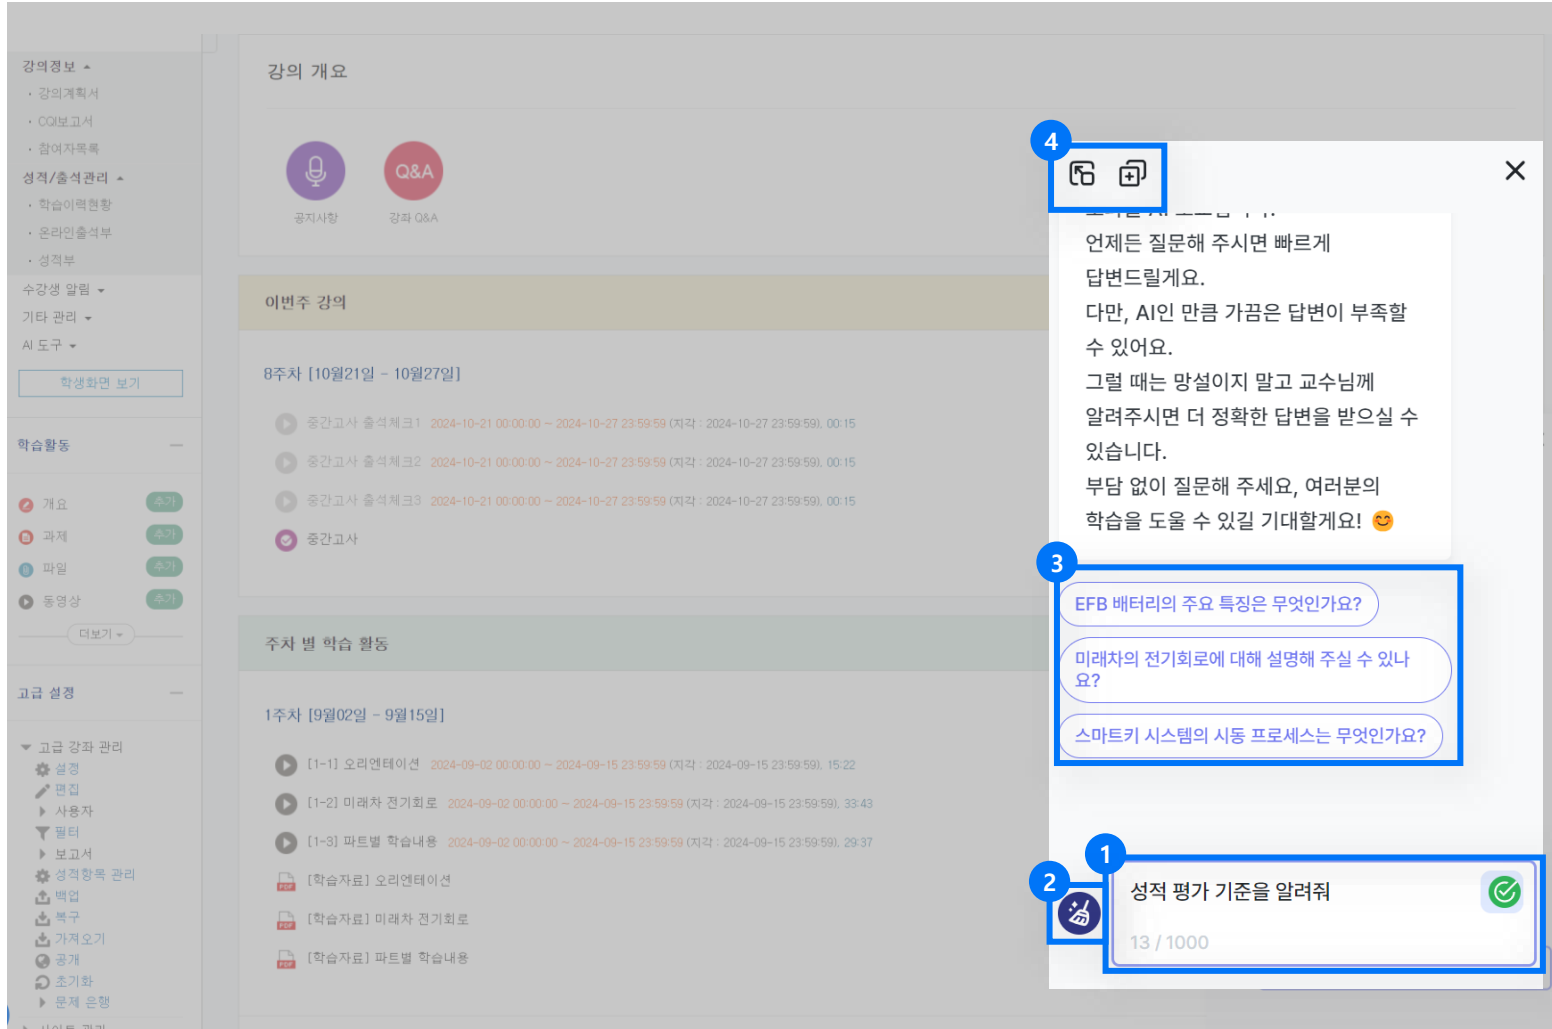 강의정보
강의계획서
CQI보고서
참여자목록
성적/출석관리
학습이력현황
온라인출석부
성적부
수강생 알림
기타 관리
AI 도구
학생화면 보기
학습활동
개요 추가
과제 추가
파일 추가
동영상 추가
더보기
고급 설정
고급 강좌 관리
설정
편집
사용자
필터
보고서
성적항목 관리
백업
복구
가져오기
공개
초기화
문제 은행
강의 개요
Q&A
공지사항
강좌 Q&A
이번주 강의
8주차 [10월21일 - 10월27일]
중간고사 출석체크1 2024-10-21 00:00:00 ~ 2024-10-27 23:59:59 (지각 : 2024-10-27 23:59:59), 00:15
중간고사 출석체크2 2024-10-21 00:00:00 ~ 2024-10-27 23:59:59 (지각 : 2024-10-27 23:59:59), 00:15
중간고사 출석체크3 2024-10-21 00:00:00 ~ 2024-10-27 23:59:59 (지각 : 2024-10-27 23:59:59), 00:15
중간고사
주차 별 학습 활동
1주차 [9월02일 - 9월15일]
[1-1] 오리엔테이션 2024-09-02 00:00:00 ~ 2024-09-15 23:59:59 (지각 : 2024-09-15 23:59:59), 15:22
[1-2] 미래차 전기회로 2024-09-02 00:00:00 ~ 2024-09-15 23:59:59 (지각 : 2024-09-15 23:59:59), 33:43
[1-3] 파트별 학습내용 2024-09-02 00:00:00 ~ 2024-09-15 23:59:59 (지각 : 2024-09-15 23:59:59), 29:37
PDF [학습자료] 오리엔테이션
PDF [학습자료] 미래차 전기회로
PDF [학습자료] 파트별 학습내용
4
언제든 질문해 주시면 빠르게
답변드릴게요.
다만, AI인 만큼 가끔은 답변이 부족할
수 있어요.
그럴 때는 망설이지 말고 교수님께
알려주시면 더 정확한 답변을 받으실 수
있습니다.
부담 없이 질문해 주세요, 여러분의
학습을 도울 수 있길 기대할게요! 😊
3
EFB 배터리의 주요 특징은 무엇인가요?
미래차의 전기회로에 대해 설명해 주실 수 있나
요?
스마트키 시스템의 시동 프로세스는 무엇인가요?
1
2
성적 평가 기준을 알려줘
13 / 1000